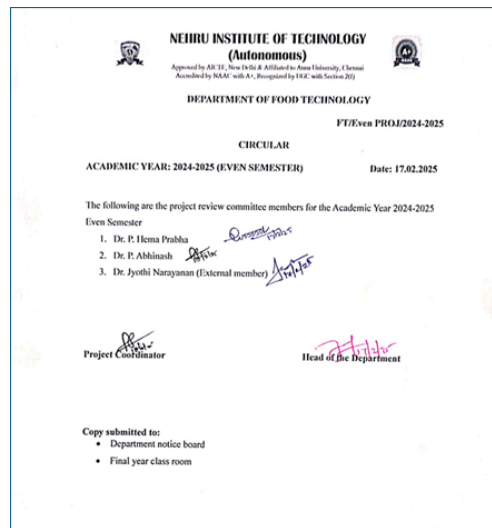 NEHRU INSTITUTE OF TECHNOLOGY
(Autonomous)
Approved by AICTE, New Delhi & Affiliated to Anna University, Chennai
Accredited by NAAC with A+, Recognized by UGC with Section 2(f)
DEPARTMENT OF FOOD TECHNOLOGY
FT/Even PROJ/2024-2025
CIRCULAR
ACADEMIC YEAR: 2024-2025 (EVEN SEMESTER) Date: 17.02.2025
The following are the project review committee members for the Academic Year 2024-2025
Even Semester
1. Dr. P. Hema Prabha
2. Dr. P. Abhinash
3. Dr. Jyothi Narayanan (External member)
Project Coordinator Head of the Department
17/2/25
Copy submitted to:
• Department notice board
• Final year class room